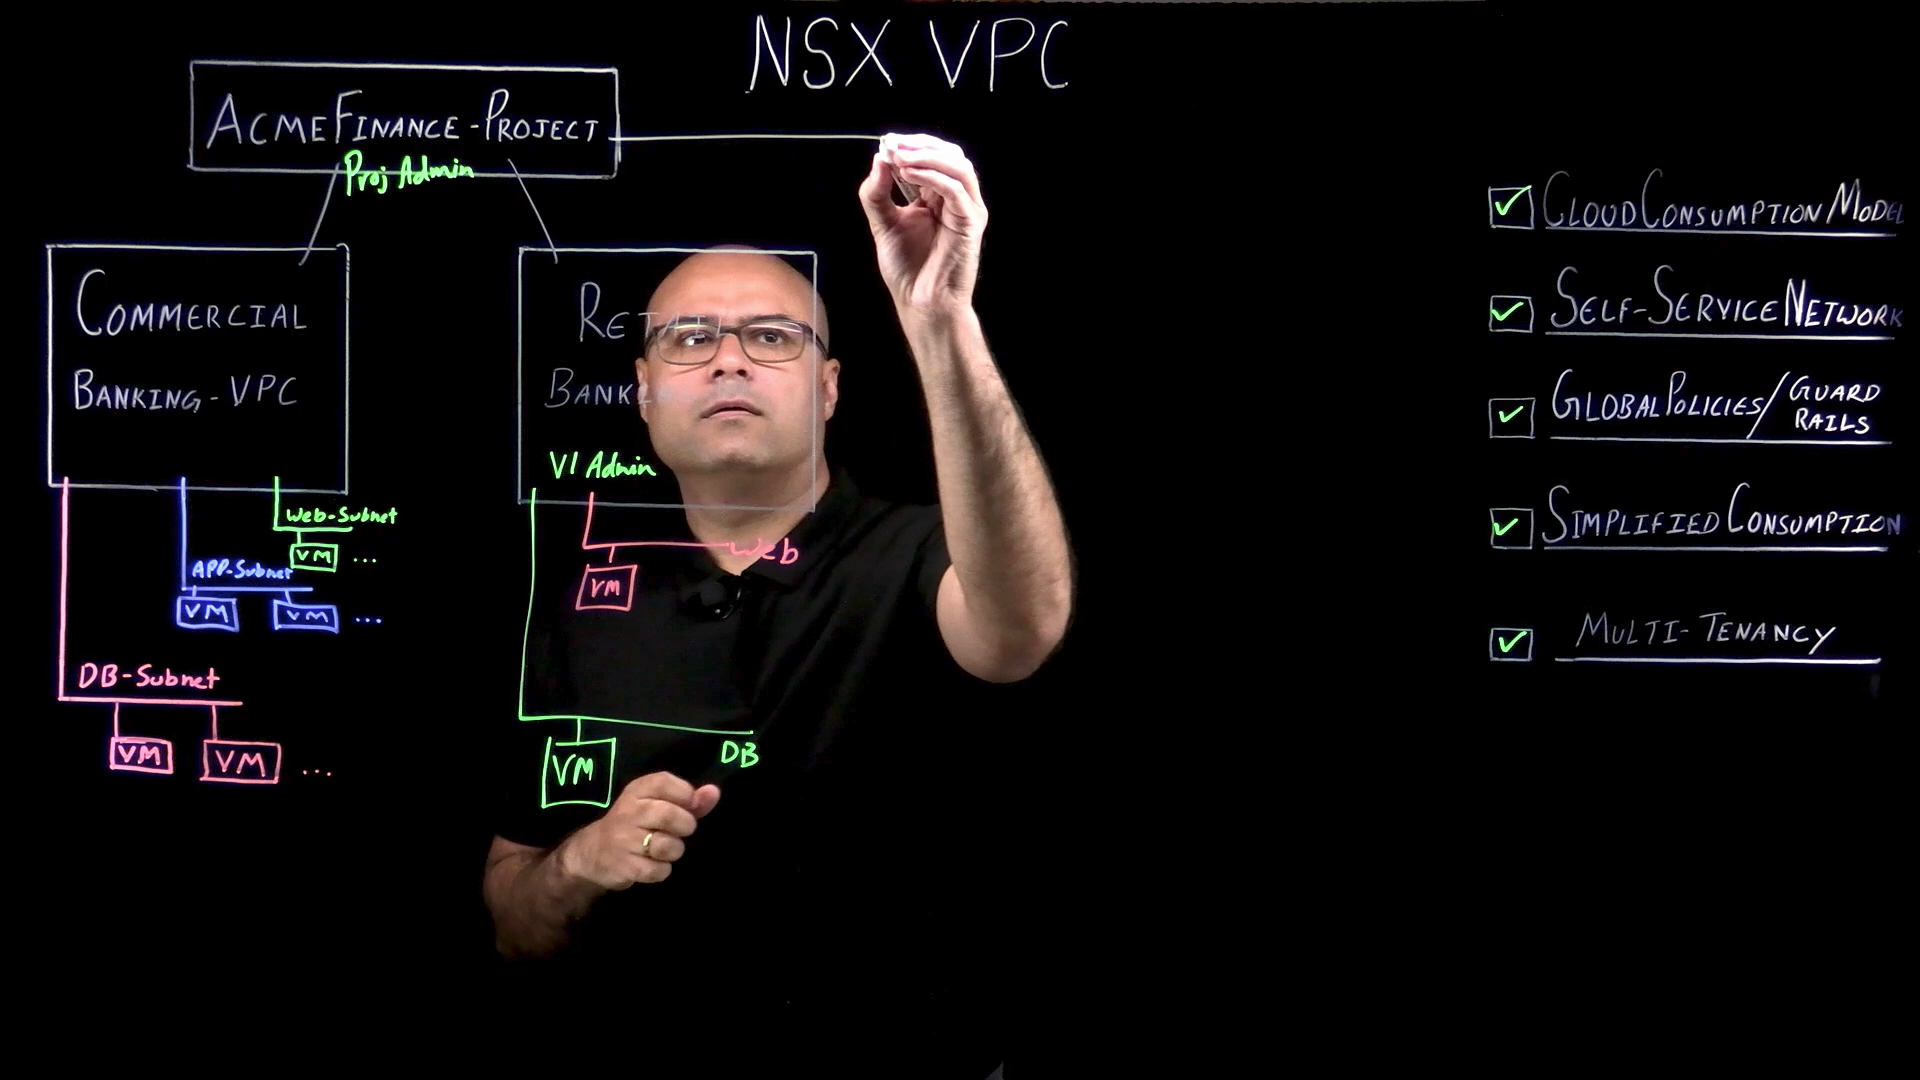 NSX VPC
ACMEFINANCE-PROJECT
Proj Admin
COMMERCIAL
BANKING-VPC
Web-Subnet
VM ...
APP-Subnet
VM VM ...
DB-Subnet
VM VM ...
RETAIL
BANKIN
VI Admin
Web
VM
DB
VM
CLOUD CONSUMPTION MODEL
SELF-SERVICE NETWORK
GLOBAL POLICIES/GUARD
RAILS
SIMPLIFIED CONSUMPTION
MULTI-TENANCY